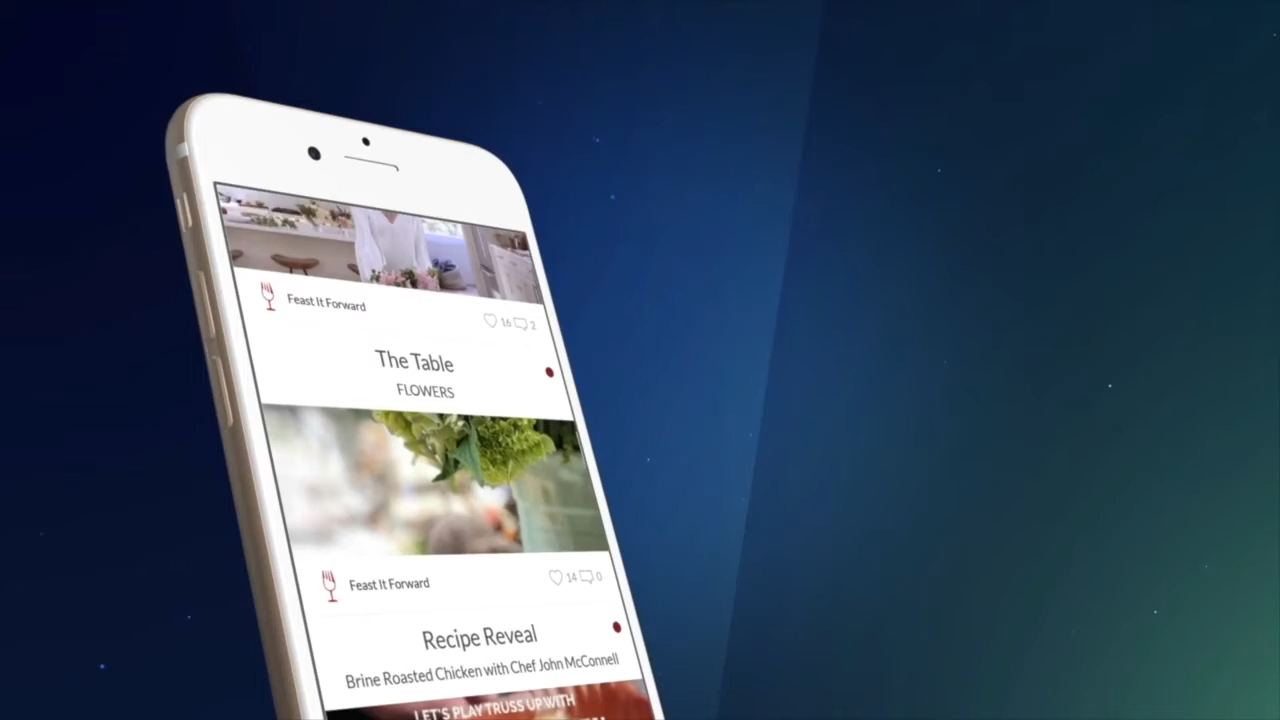 Feast It Forward
16 2
The Table
FLOWERS
Feast It Forward
14 0
Recipe Reveal
Brine Roasted Chicken with Chef John McConnell
LET'S PLAY TRUSS UP WITH